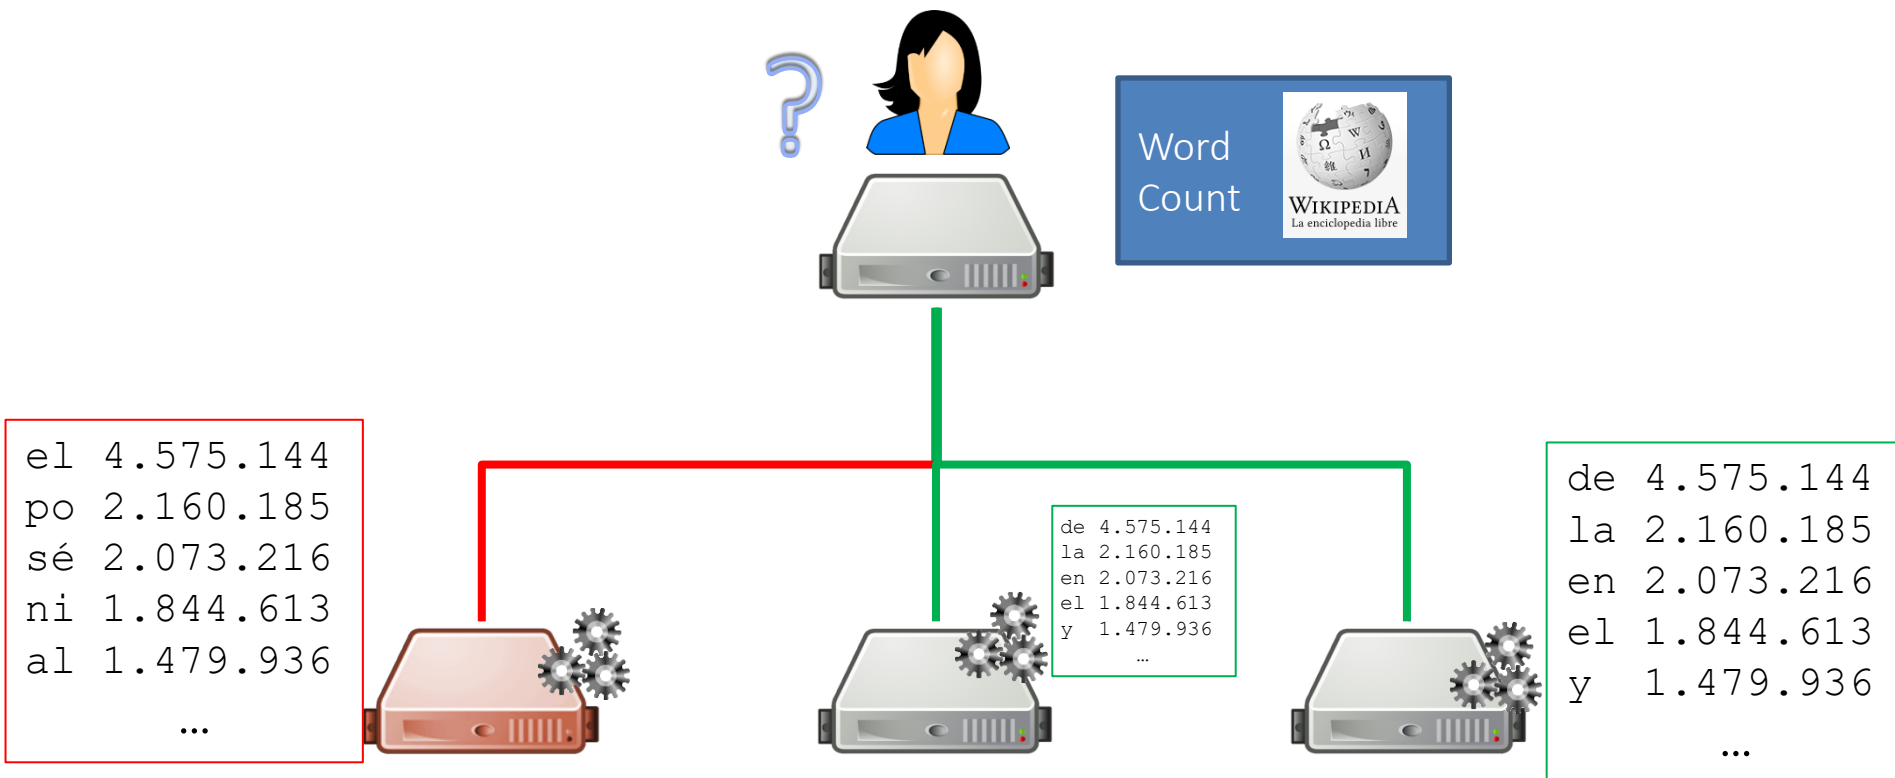 ?
Word
Count
WIKIPEDIA
La enciclopedia libre
el 4.575.144
po 2.160.185
sé 2.073.216
ni 1.844.613
al 1.479.936
…
de 4.575.144
la 2.160.185
en 2.073.216
el 1.844.613
y 1.479.936
…
de 4.575.144
la 2.160.185
en 2.073.216
el 1.844.613
y 1.479.936
…